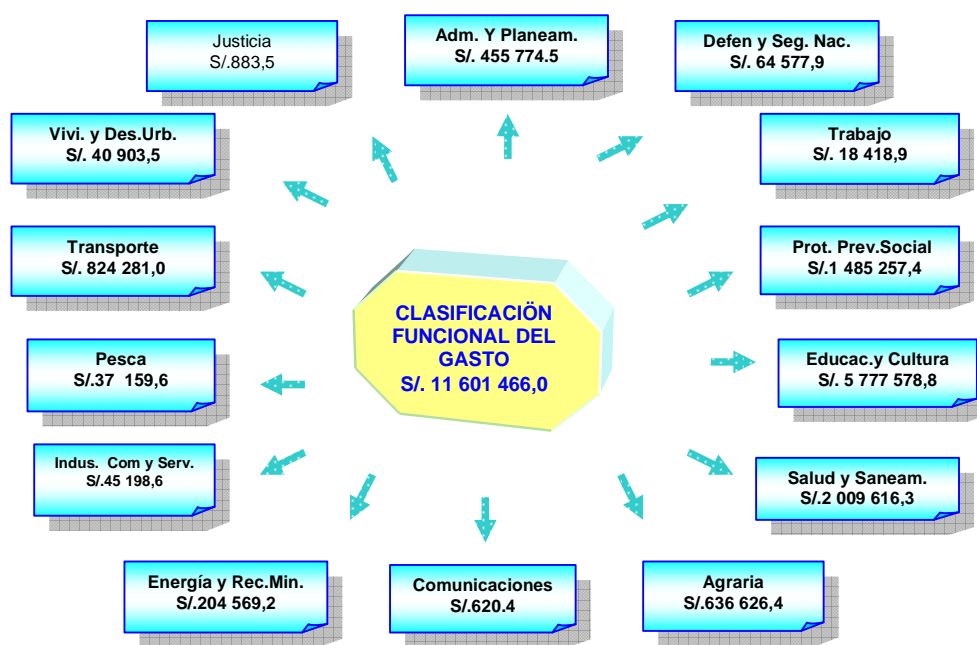 Justicia
S/.883,5
Adm. Y Planeam.
S/. 455 774.5
Defen y Seg. Nac.
S/. 64 577,9
Vivi. y Des.Urb.
S/. 40 903,5
Trabajo
S/. 18 418,9
Transporte
S/. 824 281,0
Prot. Prev.Social
S/.1 485 257,4
CLASIFICACIÖN
FUNCIONAL DEL
GASTO
S/. 11 601 466,0
Pesca
S/.37 159,6
Educac.y Cultura
S/. 5 777 578,8
Indus. Com y Serv.
S/.45 198,6
Salud y Saneam.
S/.2 009 616,3
Energía y Rec.Min.
S/.204 569,2
Comunicaciones
S/.620.4
Agraria
S/.636 626,4